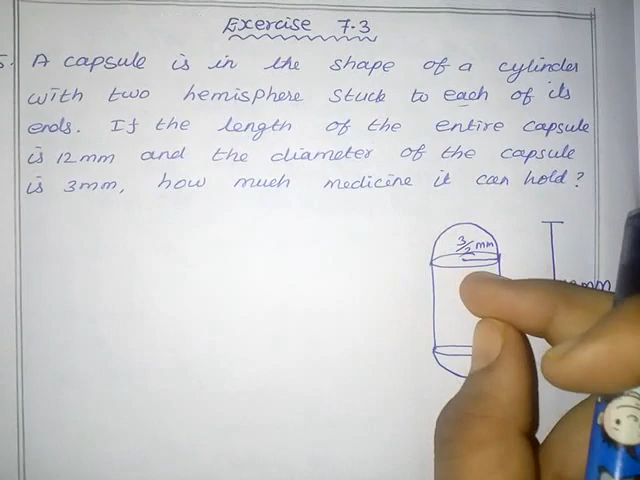 Exercise 7.3
5. A capsule is in the shape of a cylinder
with two hemisphere stuck to each of its
ends. If the length of the entire capsule
is 12 mm and the diameter of the capsule
is 3mm, how much medicine it can hold?
3/2 mm